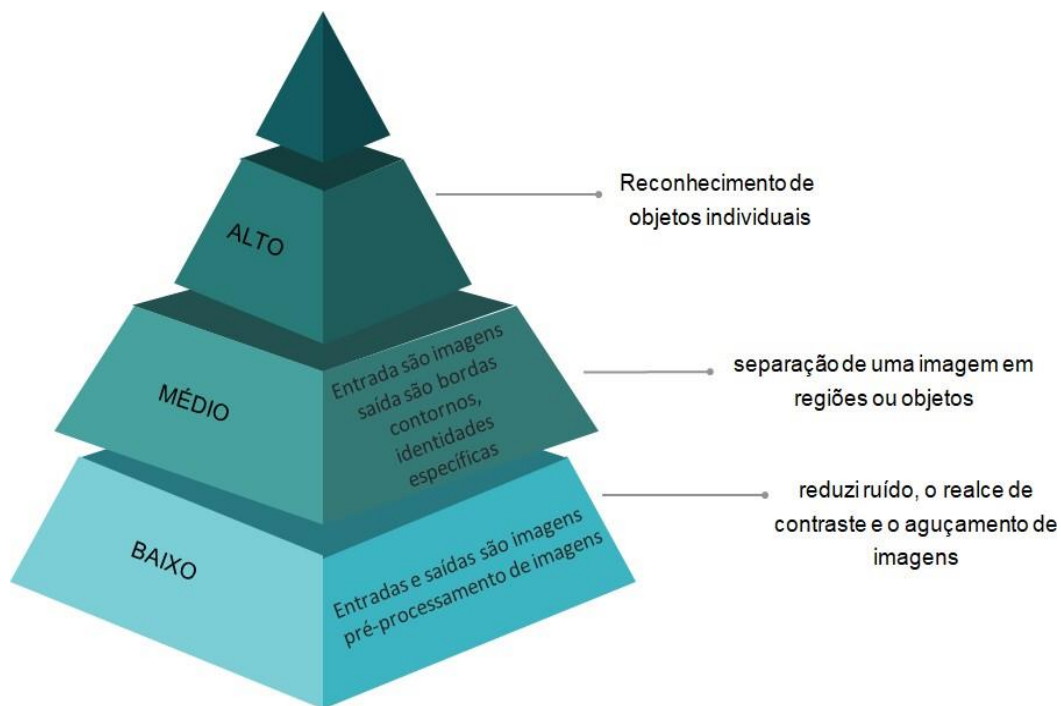 Reconhecimento de
objetos individuais
ALTO
Entrada são imagens
saída são bordas
contornos,
identidades
específicas
MÉDIO
separação de uma imagem em
regiões ou objetos
reduzi ruído, o realce de
contraste e o aguçamento de
imagens
BAIXO
Entradas e saídas são imagens
pré-processamento de imagens